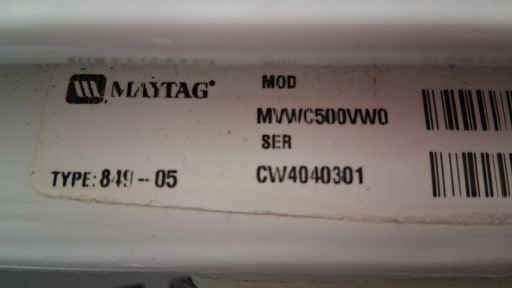 MAYTAG
MOD
MVWC500VW0
SER
TYPE: 849-05
CW4040301